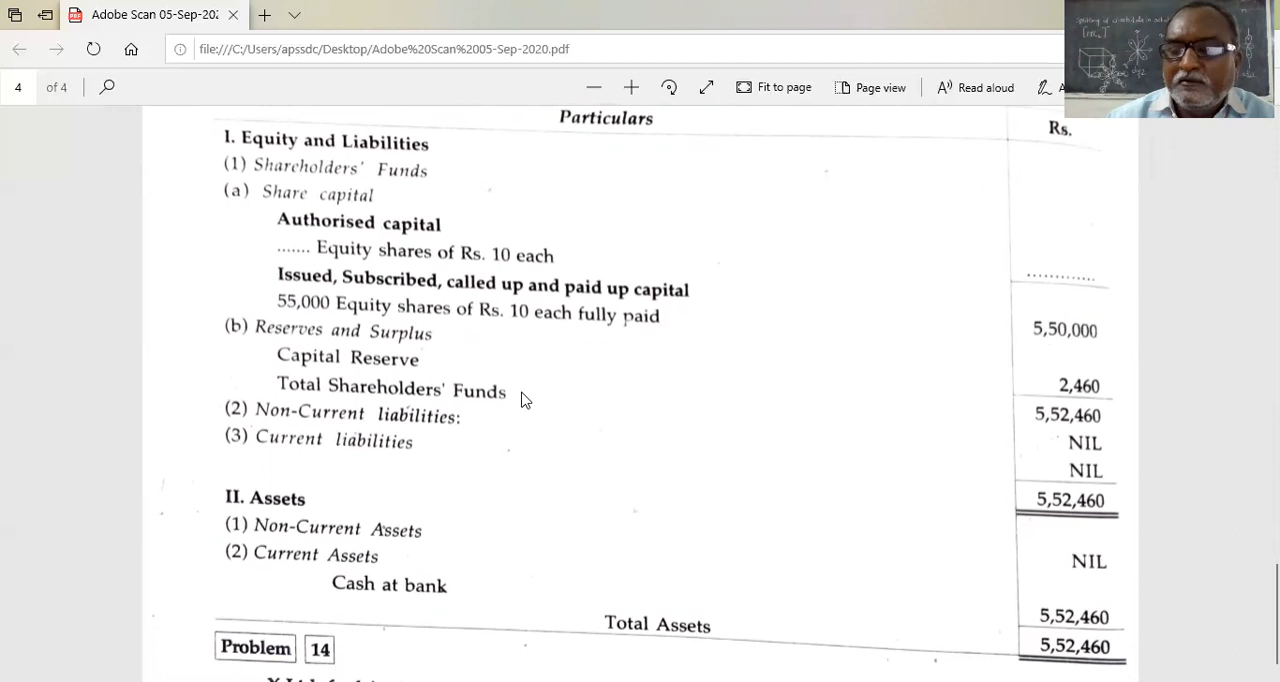 Adobe Scan 05-Sep-202
file:///C:/Users/apssdc/Desktop/Adobe%20Scan%2005-Sep-2020.pdf
4 of 4
Fit to page
Page view
Read aloud
Particulars Rs.
I. Equity and Liabilities
(1) Shareholders' Funds
(a) Share capital
Authorised capital
....... Equity shares of Rs. 10 each .............
Issued, Subscribed, called up and paid up capital
55,000 Equity shares of Rs. 10 each fully paid 5,50,000
(b) Reserves and Surplus
Capital Reserve 2,460
Total Shareholders' Funds 5,52,460
(2) Non-Current liabilities: NIL
(3) Current liabilities NIL
5,52,460
II. Assets
(1) Non-Current Assets NIL
(2) Current Assets
Cash at bank 5,52,460
Total Assets 5,52,460
Problem 14